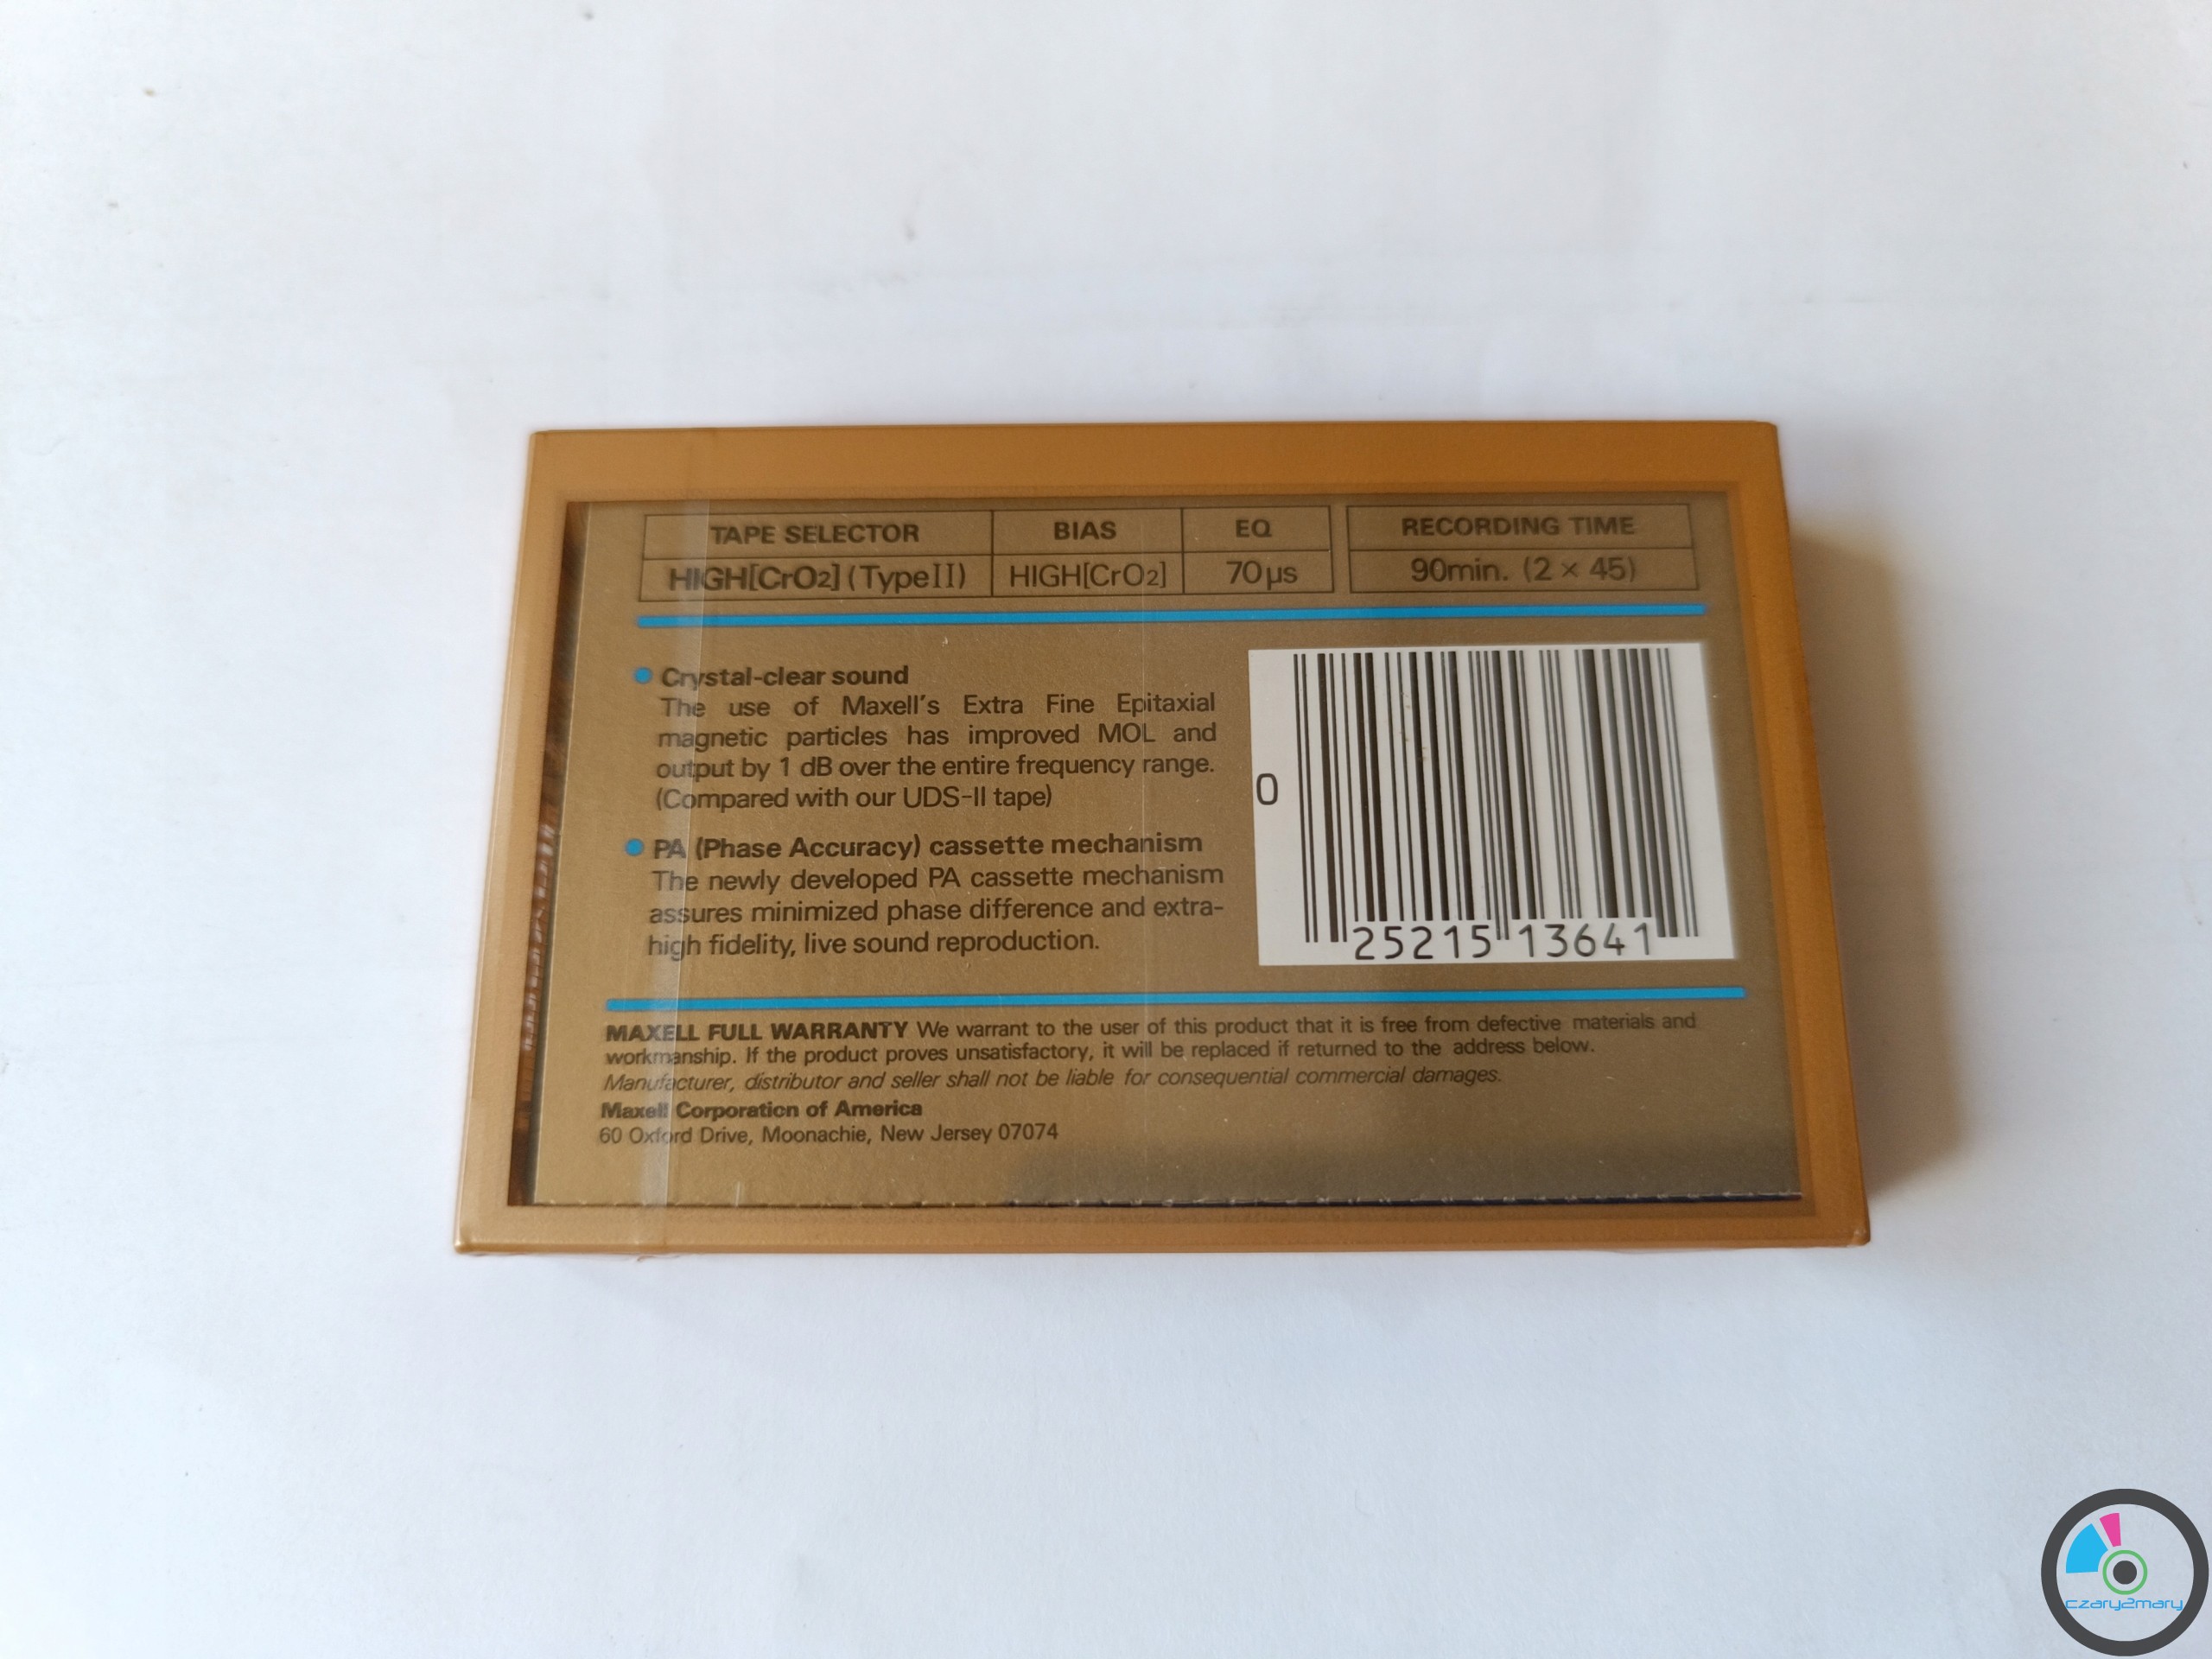 TAPE SELECTOR BIAS EQ RECORDING TIME
HIGH[CrO2] (TypeII) HIGH[CrO2] 70µs 90min. (2 × 45)
Crystal-clear sound
The use of Maxell's Extra Fine Epitaxial
magnetic particles has improved MOL and
output by 1 dB over the entire frequency range.
(Compared with our UDS-II tape)
PA (Phase Accuracy) cassette mechanism
The newly developed PA cassette mechanism
assures minimized phase difference and extra-
high fidelity, live sound reproduction.
0 25215 13641
MAXELL FULL WARRANTY We warrant to the user of this product that it is free from defective materials and
workmanship. If the product proves unsatisfactory, it will be replaced if returned to the address below.
Manufacturer, distributor and seller shall not be liable for consequential commercial damages.
Maxell Corporation of America
60 Oxford Drive, Moonachie, New Jersey 07074
czary2mary